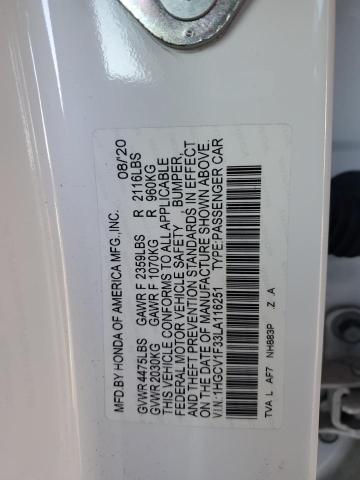 MFD.BY HONDA OF AMERICA MFG.,INC. 08/'20
GVWR 4475LBS GAWR F 2359LBS R 2116LBS
GVWR 2030KG GAWR F 1070KG R 960KG
THIS VEHICLE CONFORMS TO ALL APPLICABLE
FEDERAL MOTOR VEHICLE SAFETY , BUMPER,
AND THEFT PREVENTION STANDARDS IN EFFECT
ON THE DATE OF MANUFACTURE SHOWN ABOVE.
V.I.N.:1HGCV1F33LA116251 TYPE:PASSENGER CAR
TVA L AF7 NH883P .Z A